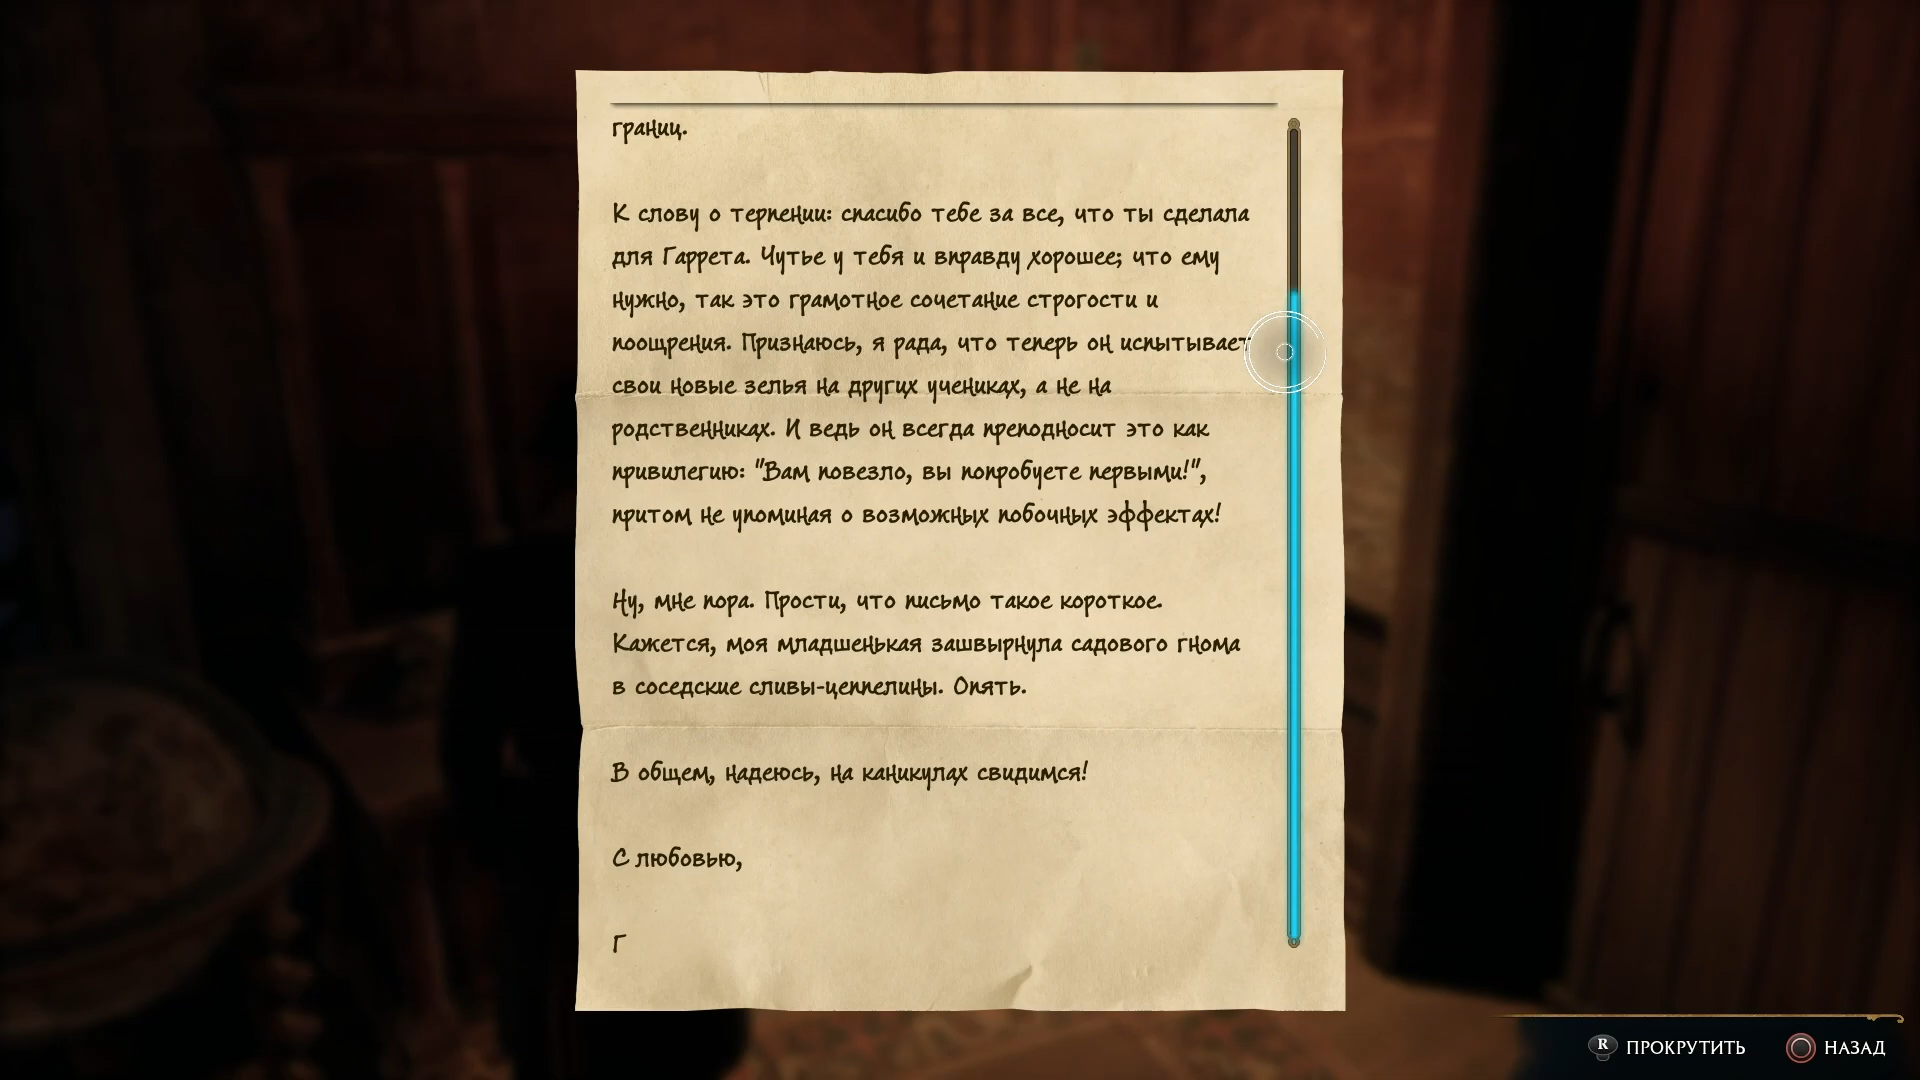 границ.
К слову о терпении: спасибо тебе за все, что ты сделала
для Гаррета. Чутье у тебя и вправду хорошее; что ему
нужно, так это грамотное сочетание строгости и
поощрения. Признаюсь, я рада, что теперь он испытывает
свои новые зелья на других учениках, а не на
родственниках. И ведь он всегда преподносит это как
привилегию: "Вам повезло, вы попробуете первыми!",
притом не упоминая о возможных побочных эффектах!
Ну, мне пора. Прости, что письмо такое короткое.
Кажется, моя младшенькая зашвырнула садового гнома
в соседские сливы-цеппелины. Опять.
В общем, надеюсь, на каникулах свидимся!
С любовью,
Г
R ПРОКРУТИТЬ НАЗАД